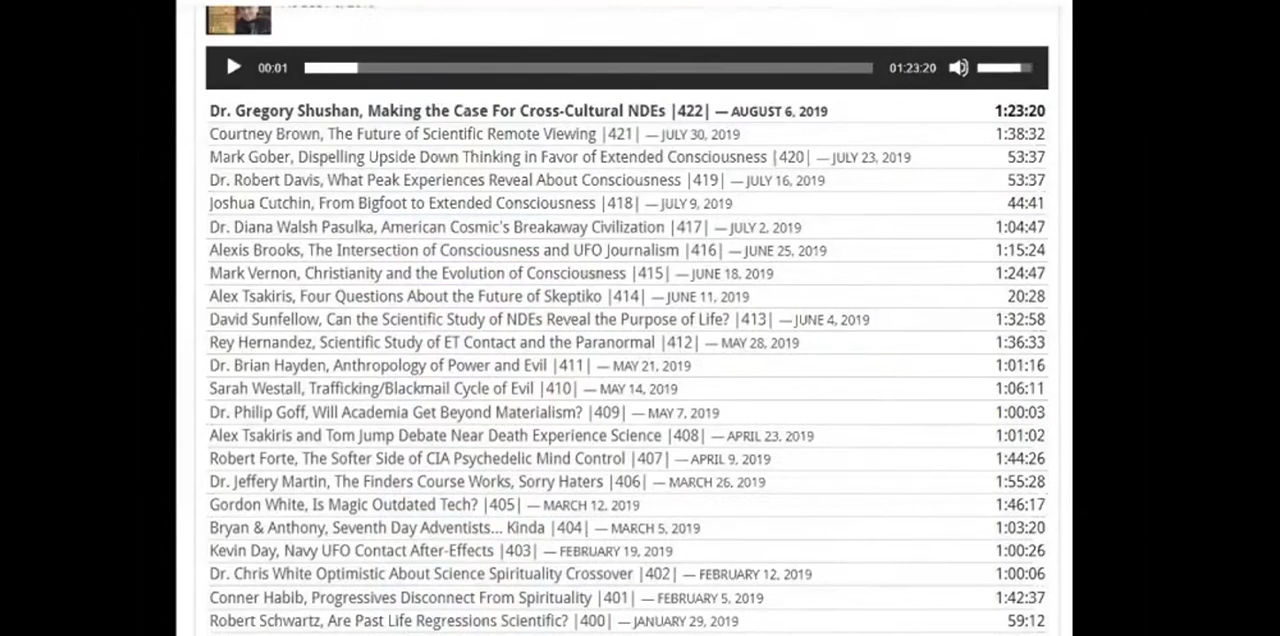 00:01 01:23:20
Dr. Gregory Shushan, Making the Case For Cross-Cultural NDEs |422| — AUGUST 6, 2019 1:23:20
Courtney Brown, The Future of Scientific Remote Viewing |421| — JULY 30, 2019 1:38:32
Mark Gober, Dispelling Upside Down Thinking in Favor of Extended Consciousness |420| — JULY 23, 2019 53:37
Dr. Robert Davis, What Peak Experiences Reveal About Consciousness |419| — JULY 16, 2019 53:37
Joshua Cutchin, From Bigfoot to Extended Consciousness |418| — JULY 9, 2019 44:41
Dr. Diana Walsh Pasulka, American Cosmic's Breakaway Civilization |417| — JULY 2, 2019 1:04:47
Alexis Brooks, The Intersection of Consciousness and UFO Journalism |416| — JUNE 25, 2019 1:15:24
Mark Vernon, Christianity and the Evolution of Consciousness |415| — JUNE 18, 2019 1:24:47
Alex Tsakiris, Four Questions About the Future of Skeptiko |414| — JUNE 11, 2019 20:28
David Sunfellow, Can the Scientific Study of NDEs Reveal the Purpose of Life? |413| — JUNE 4, 2019 1:32:58
Rey Hernandez, Scientific Study of ET Contact and the Paranormal |412| — MAY 28, 2019 1:36:33
Dr. Brian Hayden, Anthropology of Power and Evil |411| — MAY 21, 2019 1:01:16
Sarah Westall, Trafficking/Blackmail Cycle of Evil |410| — MAY 14, 2019 1:06:11
Dr. Philip Goff, Will Academia Get Beyond Materialism? |409| — MAY 7, 2019 1:00:03
Alex Tsakiris and Tom Jump Debate Near Death Experience Science |408| — APRIL 23, 2019 1:01:02
Robert Forte, The Softer Side of CIA Psychedelic Mind Control |407| — APRIL 9, 2019 1:44:26
Dr. Jeffery Martin, The Finders Course Works, Sorry Haters |406| — MARCH 26, 2019 1:55:28
Gordon White, Is Magic Outdated Tech? |405| — MARCH 12, 2019 1:46:17
Bryan & Anthony, Seventh Day Adventists... Kinda |404| — MARCH 5, 2019 1:03:20
Kevin Day, Navy UFO Contact After-Effects |403| — FEBRUARY 19, 2019 1:00:26
Dr. Chris White Optimistic About Science Spirituality Crossover |402| — FEBRUARY 12, 2019 1:00:06
Conner Habib, Progressives Disconnect From Spirituality |401| — FEBRUARY 5, 2019 1:42:37
Robert Schwartz, Are Past Life Regressions Scientific? |400| — JANUARY 29, 2019 59:12